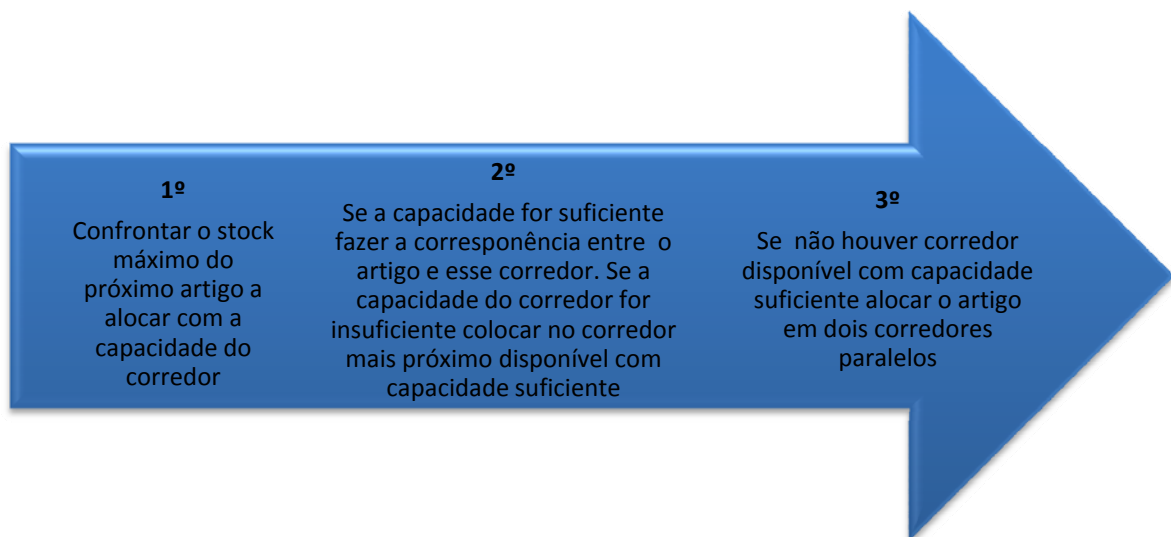 1º
Confrontar o stock
máximo do
próximo artigo a
alocar com a
capacidade do
corredor
2º
Se a capacidade for suficiente
fazer a corresponência entre o
artigo e esse corredor. Se a
capacidade do corredor for
insuficiente colocar no corredor
mais próximo disponível com
capacidade suficiente
3º
Se não houver corredor
disponível com capacidade
suficiente alocar o artigo
em dois corredores
paralelos